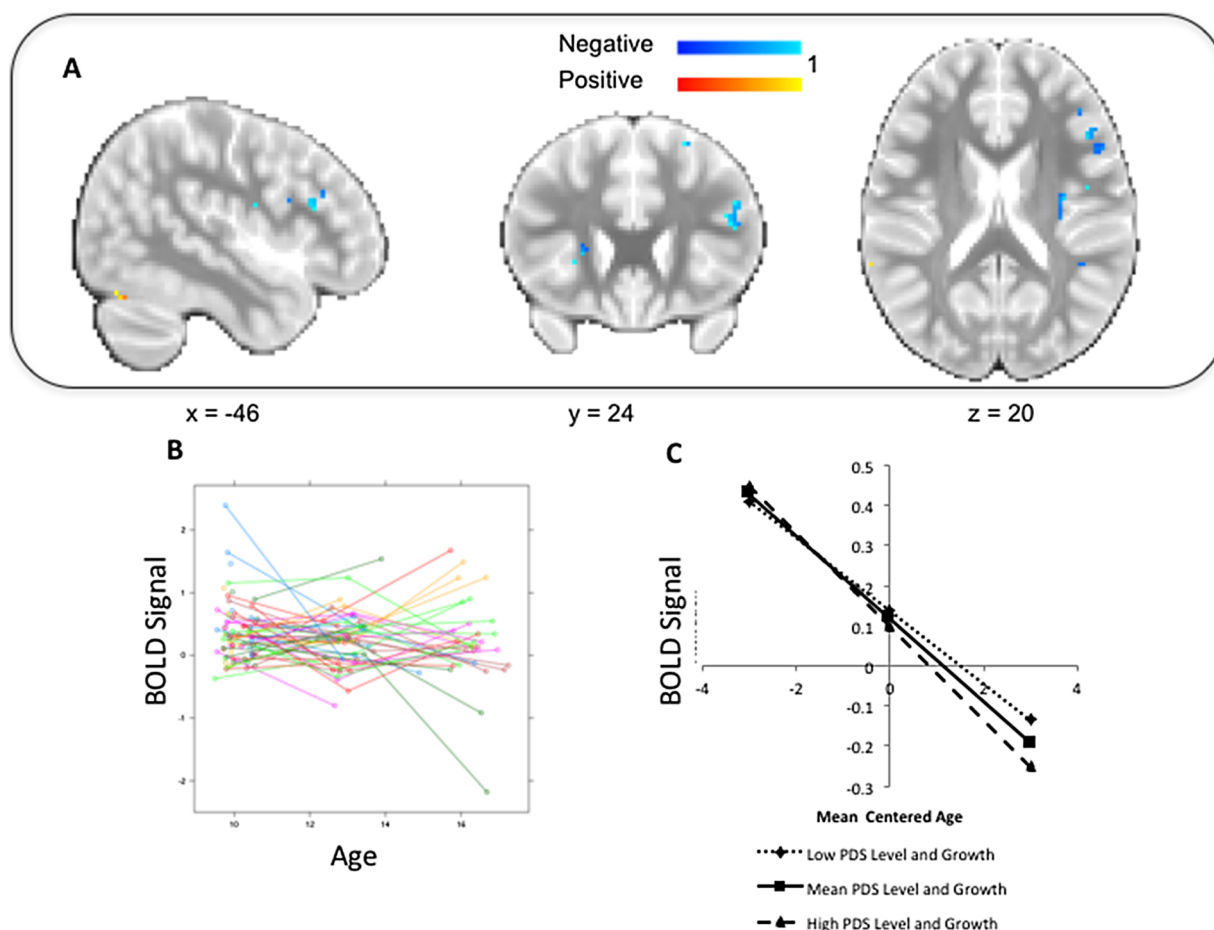 A
Negative
Positive
1
x = -46
y = 24
z = 20
B
BOLD Signal
2
1
0
-1
-2
10
12
14
16
Age
C
BOLD Signal
0.5
0.4
0.3
0.2
0.1
0
-0.1
-0.2
-0.3
-4
-2
0
2
4
Mean Centered Age
Low PDS Level and Growth
Mean PDS Level and Growth
High PDS Level and Growth